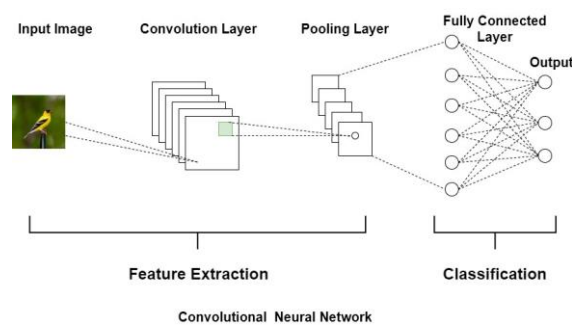 Input Image
Convolution Layer
Pooling Layer
Fully Connected
Layer
Output
Feature Extraction
Classification
Convolutional Neural Network